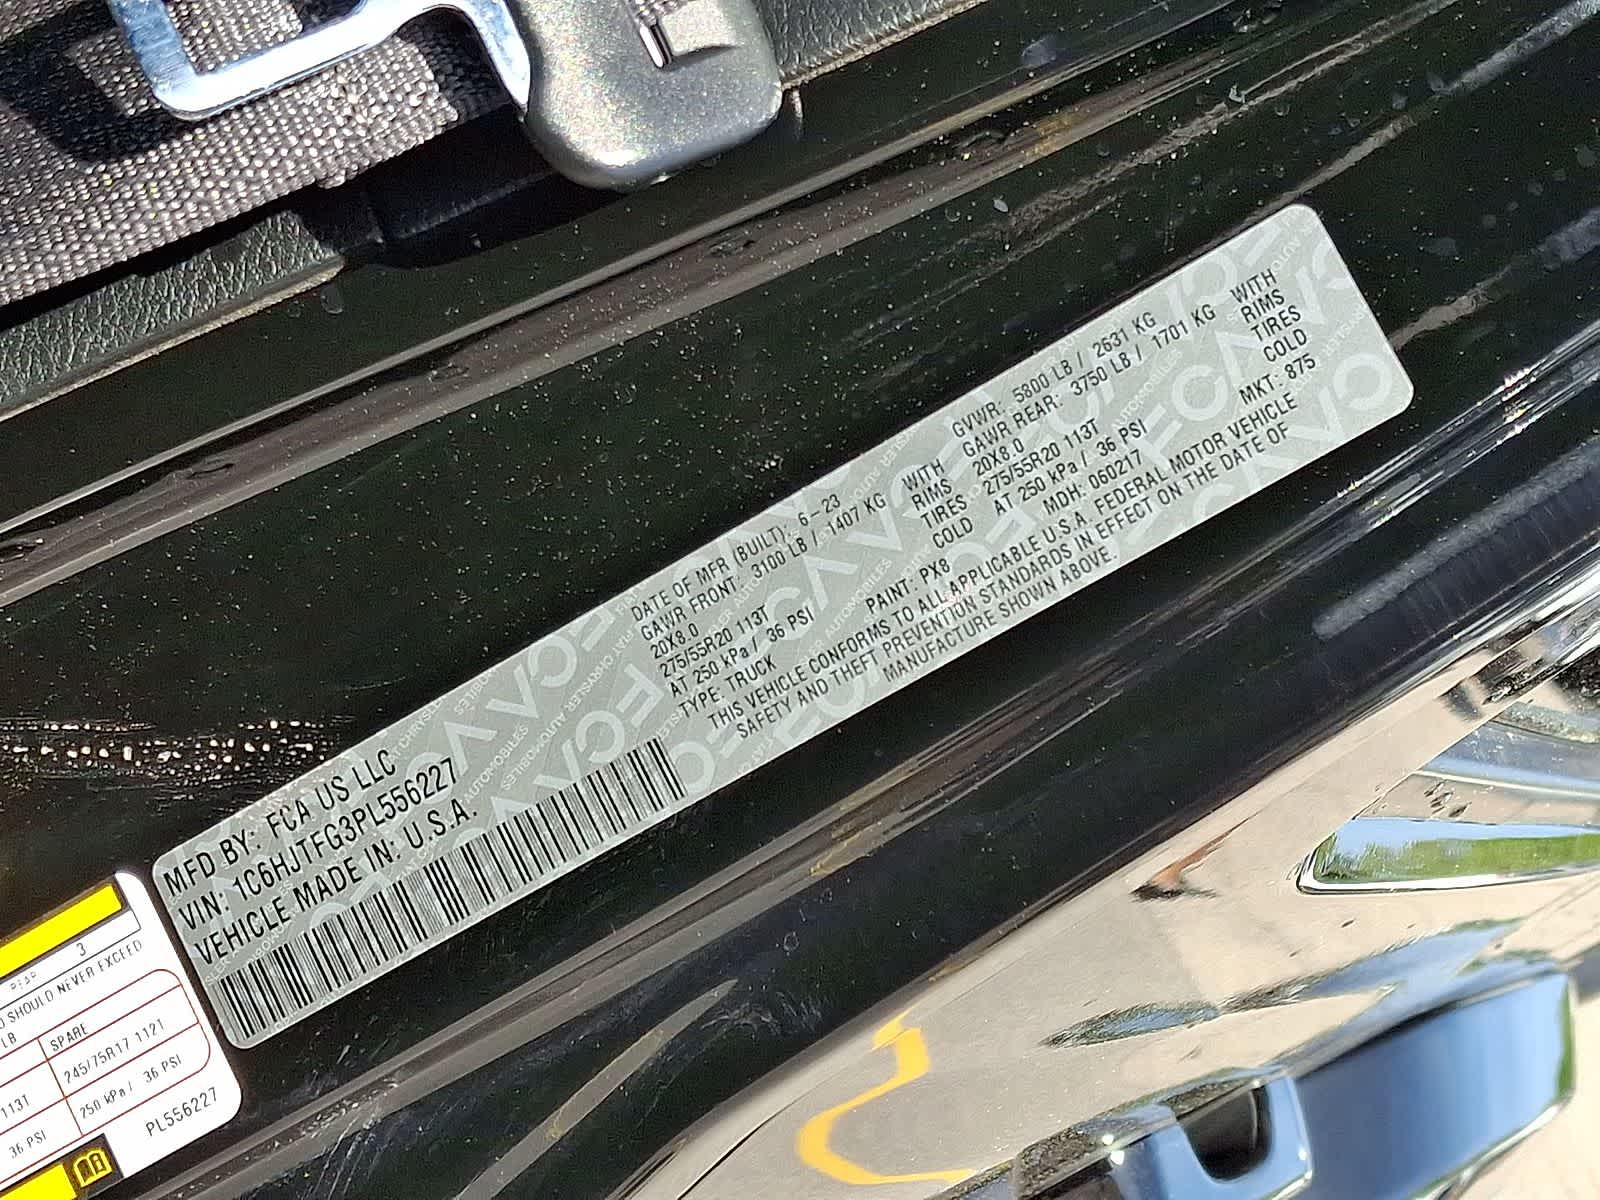 MFD BY: FCA US LLC
VIN: 1C6HJTFG3PL556227
VEHICLE MADE IN: U.S.A.
DATE OF MFR (BUILT): 6-23 GVWR: 5800 LB / 2631 KG
GAWR FRONT: 3100 LB / 1407 KG WITH GAWR REAR: 3750 LB / 1701 KG WITH
20X8.0 RIMS 20X8.0 RIMS
275/55R20 113T TIRES 275/55R20 113T TIRES
AT 250 kPa / 36 PSI COLD AT 250 kPa / 36 PSI COLD
TYPE: TRUCK PAINT: PX8 MDH: 060217 MKT: 875
THIS VEHICLE CONFORMS TO ALL APPLICABLE U.S.A. FEDERAL MOTOR VEHICLE
SAFETY AND THEFT PREVENTION STANDARDS IN EFFECT ON THE DATE OF
MANUFACTURE SHOWN ABOVE.
REAR 3
SHOULD NEVER EXCEED
LB
SPARE
113T 245/75R17 112T
36 PSI 250 kPa / 36 PSI
PL556227